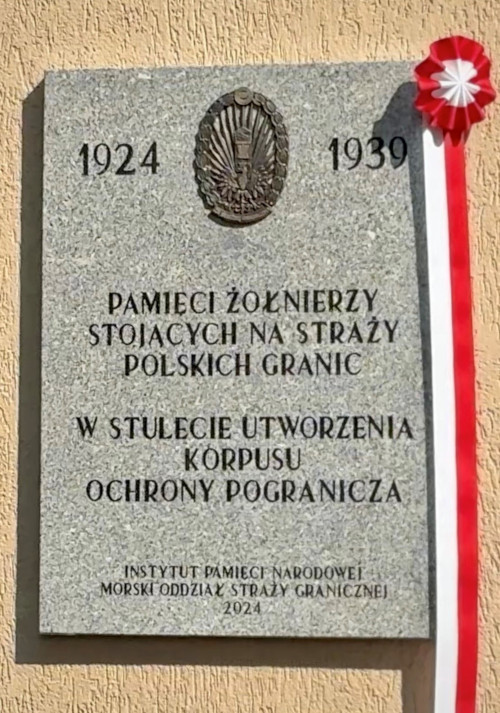 1924 1939
PAMIĘCI ŻOŁNIERZY
STOJĄCYCH NA STRAŻY
POLSKICH GRANIC
W STULECIE UTWORZENIA
KORPUSU
OCHRONY POGRANICZA
INSTYTUT PAMIĘCI NARODOWEJ
MORSKI ODDZIAŁ STRAŻY GRANICZNEJ
2024